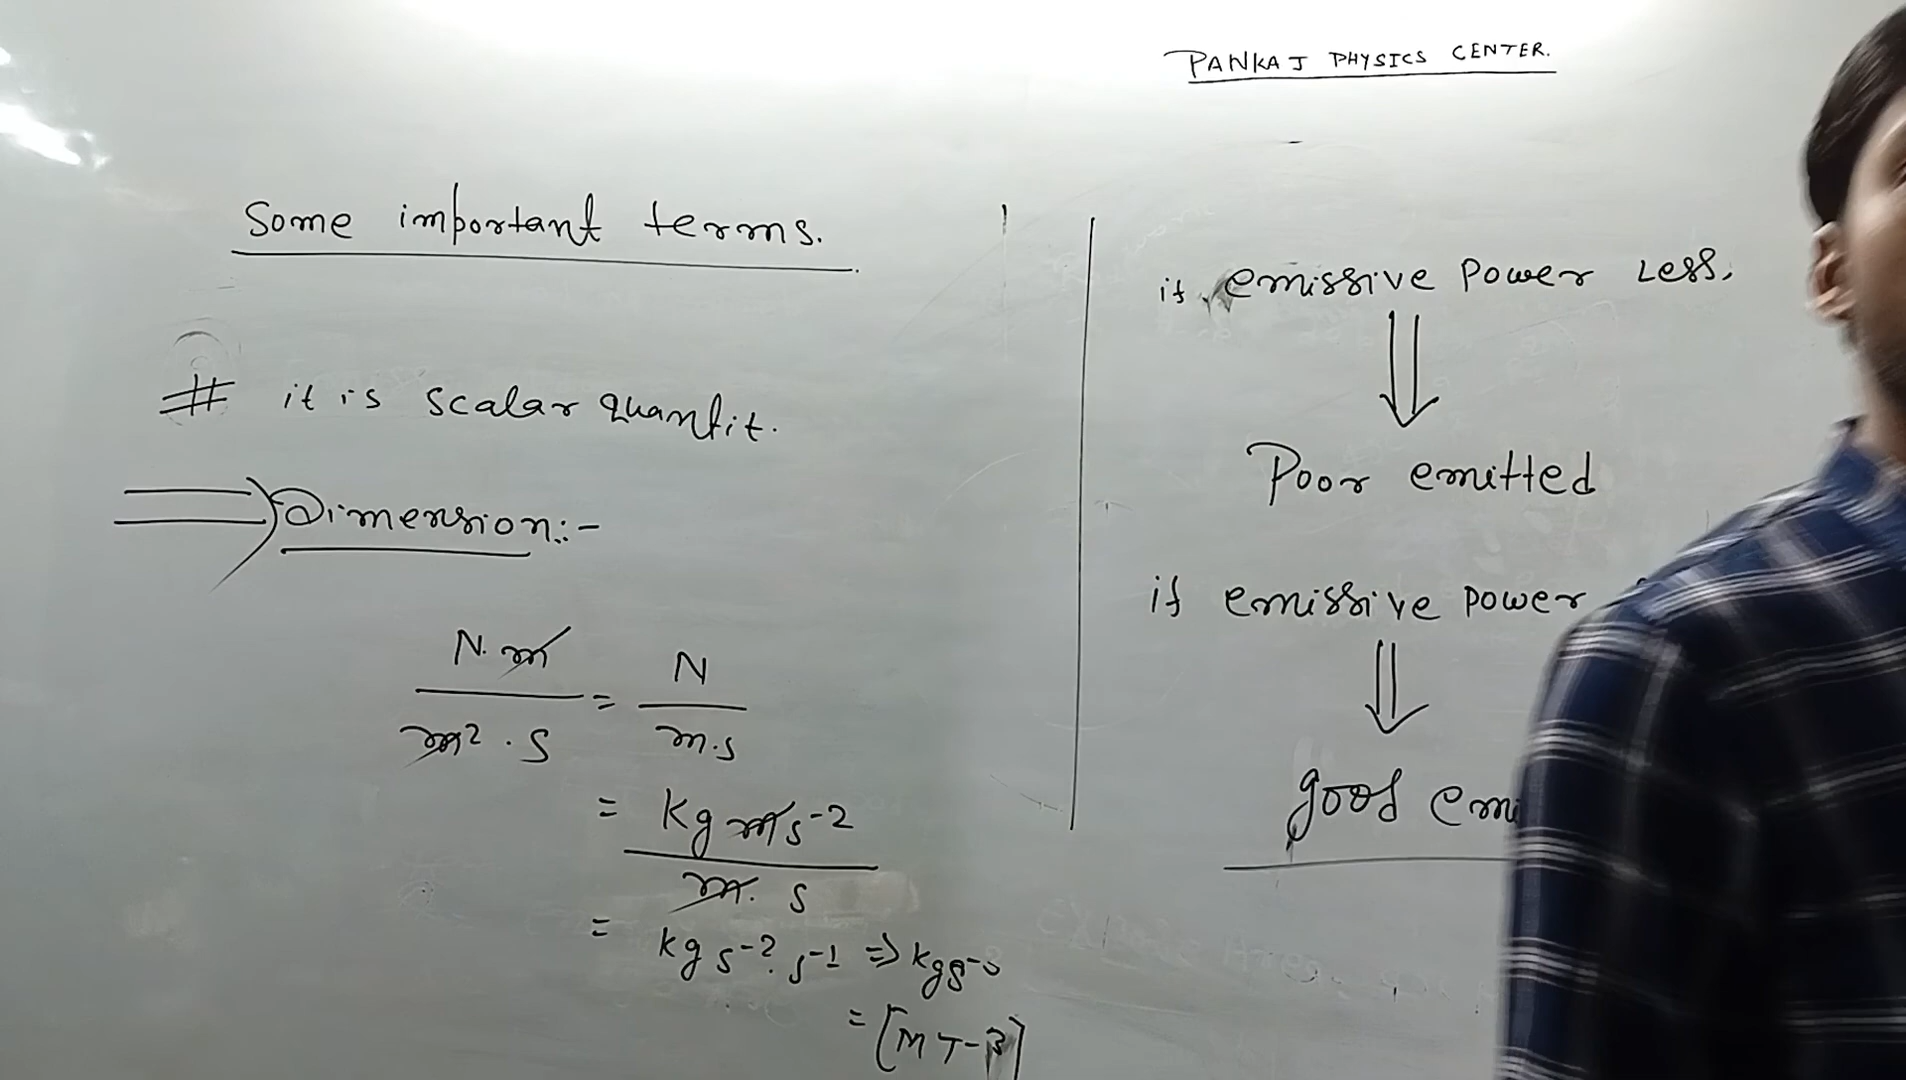 PANKAJ PHYSICS CENTER.
Some important terms.
# it is scalar quantit.
Dimension:-
N.m / m² . s = N / m.s
= kg m s-2 / m. s
= kg s-2. s-1 => kg s-3
= [M T-3]
if emissive power Less,
Poor emitted
if emissive power
good emi